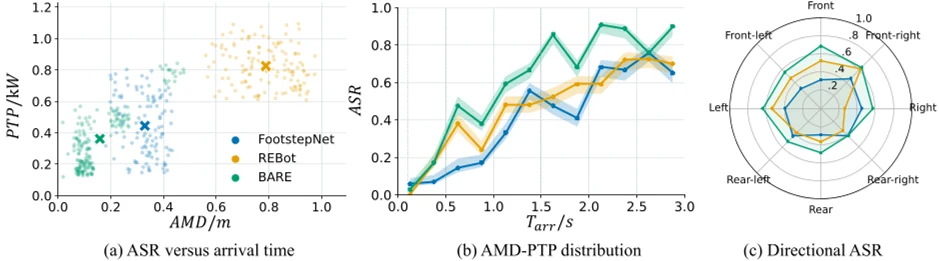 1.2
1.0
0.8
0.6
0.4
0.2
0.0
PTP/kW
0.0 0.2 0.4 0.6 0.8 1.0
AMD/m
FootstepNet
REBot
BARE
(a) ASR versus arrival time
1.0
0.8
0.6
0.4
0.2
0.0
ASR
0.0 0.5 1.0 1.5 2.0 2.5 3.0
T_arr/s
(b) AMD-PTP distribution
Front
1.0
Front-left .8 Front-right
.6
.4
.2
Left Right
Rear-left Rear-right
Rear
(c) Directional ASR